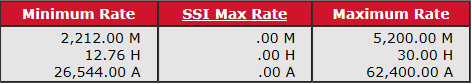 Minimum Rate SSI Max Rate Maximum Rate
2,212.00 M .00 M 5,200.00 M
12.76 H .00 H 30.00 H
26,544.00 A .00 A 62,400.00 A